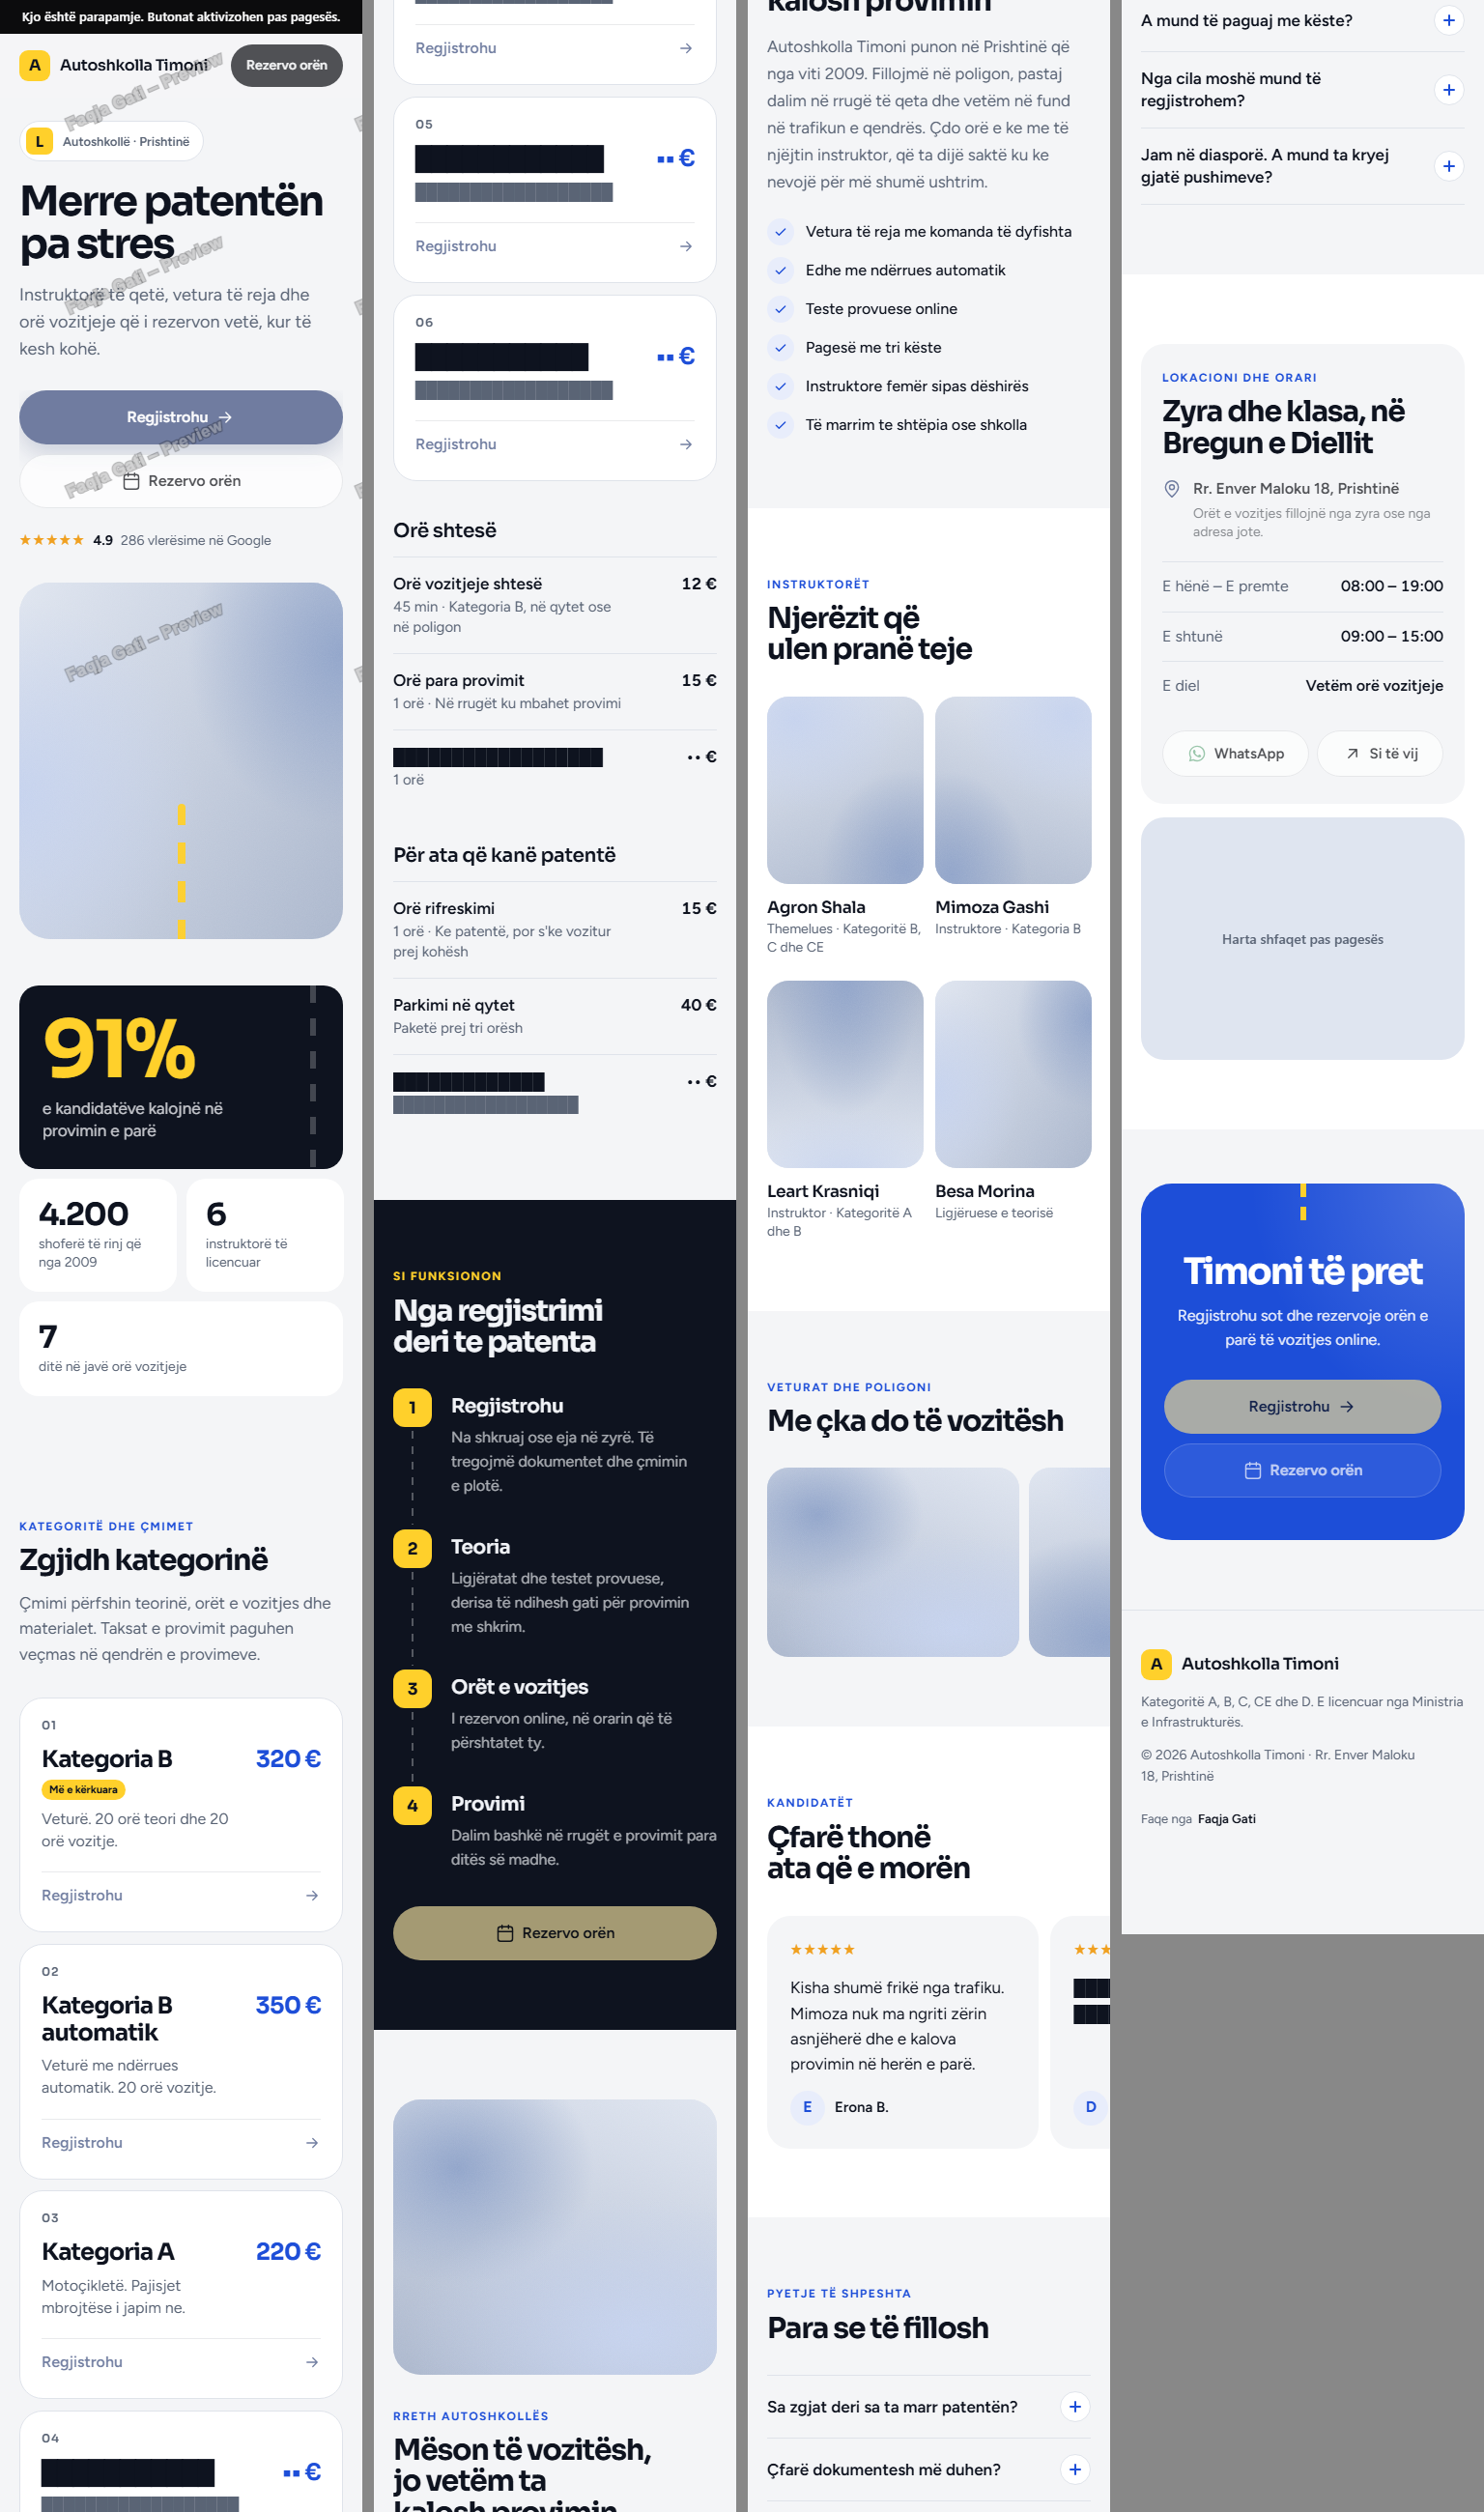 Kjo është parapamje. Butonat aktivizohen pas pagesës.
A Autoshkolla Timoni
Rezervo orën
Faqja Gati – Preview
L Autoshkollë · Prishtinë
Merre patentën
pa stres
Faqja Gati – Preview
Instruktorë të qetë, vetura të reja dhe
orë vozitjeje që i rezervon vetë, kur të
kesh kohë.
Regjistrohu →
Faqja Gati – Preview
Rezervo orën
★★★★★ 4.9 286 vlerësime në Google
Faqja Gati – Preview
91%
e kandidatëve kalojnë në
provimin e parë
4.200
shoferë të rinj që
nga 2009
6
instruktorë të
licencuar
7
ditë në javë orë vozitjeje
KATEGORITË DHE ÇMIMET
Zgjidh kategorinë
Çmimi përfshin teorinë, orët e vozitjes dhe
materialet. Taksat e provimit paguhen
veçmas në qendrën e provimeve.
01
Kategoria B 320 €
Më e kërkuara
Veturë. 20 orë teori dhe 20
orë vozitje.
Regjistrohu →
02
Kategoria B 350 €
automatik
Veturë me ndërrues
automatik. 20 orë vozitje.
Regjistrohu →
03
Kategoria A 220 €
Motoçikletë. Pajisjet
mbrojtëse i japim ne.
Regjistrohu →
04
€
Regjistrohu →
05
€
Regjistrohu →
06
€
Regjistrohu →
Orë shtesë
Orë vozitjeje shtesë 12 €
45 min · Kategoria B, në qytet ose
në poligon
Orë para provimit 15 €
1 orë · Në rrugët ku mbahet provimi
€
1 orë
Për ata që kanë patentë
Orë rifreskimi 15 €
1 orë · Ke patentë, por s'ke vozitur
prej kohësh
Parkimi në qytet 40 €
Paketë prej tri orësh
€
SI FUNKSIONON
Nga regjistrimi
deri te patenta
1 Regjistrohu
Na shkruaj ose eja në zyrë. Të
tregojmë dokumentet dhe çmimin
e plotë.
2 Teoria
Ligjëratat dhe testet provuese,
derisa të ndihesh gati për provimin
me shkrim.
3 Orët e vozitjes
I rezervon online, në orarin që të
përshtatet ty.
4 Provimi
Dalim bashkë në rrugët e provimit para
ditës së madhe.
Rezervo orën
RRETH AUTOSHKOLLËS
Mëson të vozitësh,
jo vetëm ta
kalosh provimin
Autoshkolla Timoni punon në Prishtinë që
nga viti 2009. Fillojmë në poligon, pastaj
dalim në rrugë të qeta dhe vetëm në fund
në trafikun e qendrës. Çdo orë e ke me të
njëjtin instruktor, që ta dijë saktë ku ke
nevojë për më shumë ushtrim.
Vetura të reja me komanda të dyfishta
Edhe me ndërrues automatik
Teste provuese online
Pagesë me tri këste
Instruktore femër sipas dëshirës
Të marrim te shtëpia ose shkolla
INSTRUKTORËT
Njerëzit që
ulen pranë teje
Agron Shala
Themelues · Kategoritë B,
C dhe CE
Mimoza Gashi
Instruktore · Kategoria B
Leart Krasniqi
Instruktor · Kategoritë A
dhe B
Besa Morina
Ligjëruese e teorisë
VETURAT DHE POLIGONI
Me çka do të vozitësh
KANDIDATËT
Çfarë thonë
ata që e morën
★★★★★
Kisha shumë frikë nga trafiku.
Mimoza nuk ma ngriti zërin
asnjëherë dhe e kalova
provimin në herën e parë.
E Erona B.
D
PYETJE TË SHPESHTA
Para se të fillosh
Sa zgjat deri sa ta marr patentën? +
Çfarë dokumentesh më duhen? +
A mund të paguaj me këste? +
Nga cila moshë mund të
regjistrohem? +
Jam në diasporë. A mund ta kryej
gjatë pushimeve? +
LOKACIONI DHE ORARI
Zyra dhe klasa, në
Bregun e Diellit
Rr. Enver Maloku 18, Prishtinë
Orët e vozitjes fillojnë nga zyra ose nga
adresa jote.
E hënë – E premte 08:00 – 19:00
E shtunë 09:00 – 15:00
E diel Vetëm orë vozitjeje
WhatsApp
Si të vij
Harta shfaqet pas pagesës
Timoni të pret
Regjistrohu sot dhe rezervoje orën e
parë të vozitjes online.
Regjistrohu →
Rezervo orën
A Autoshkolla Timoni
Kategoritë A, B, C, CE dhe D. E licencuar nga Ministria
e Infrastrukturës.
© 2026 Autoshkolla Timoni · Rr. Enver Maloku
18, Prishtinë
Faqe nga Faqja Gati